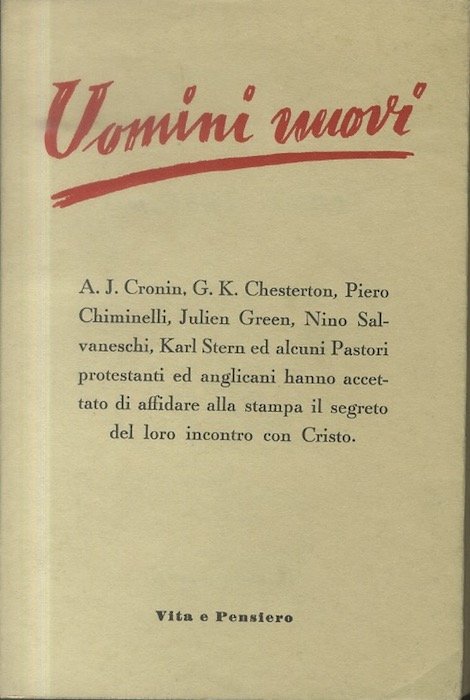 Uomini nuovi
A. J. Cronin, G. K. Chesterton, Piero
Chiminelli, Julien Green, Nino Sal-
vaneschi, Karl Stern ed alcuni Pastori
protestanti ed anglicani hanno accet-
tato di affidare alla stampa il segreto
del loro incontro con Cristo.
Vita e Pensiero